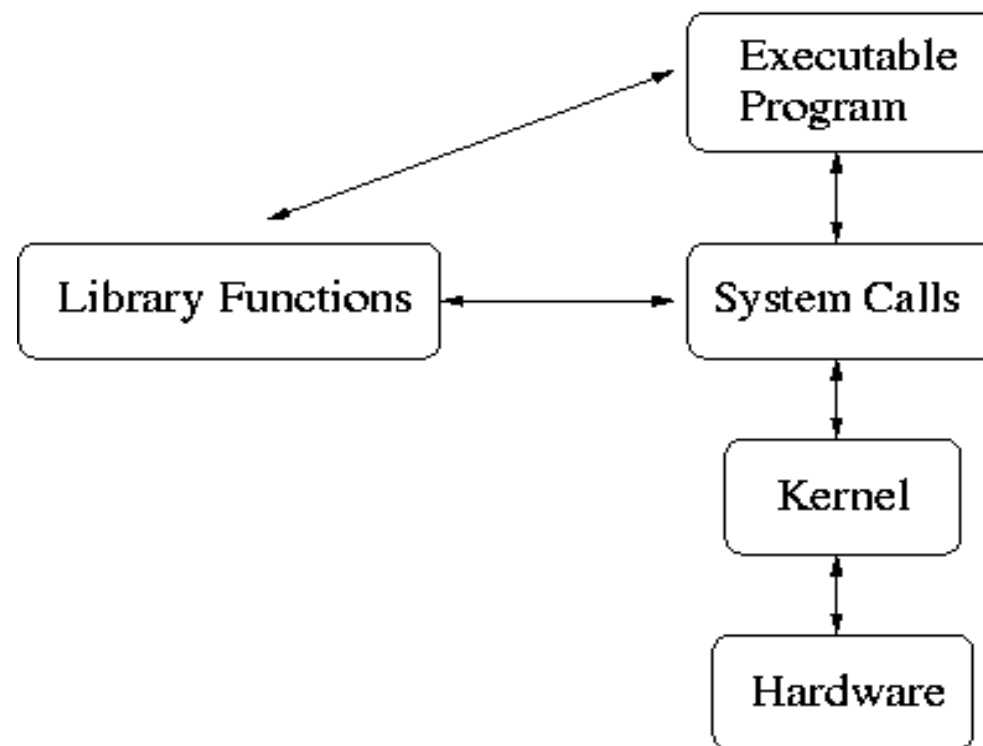 Executable
Program
Library Functions
System Calls
Kernel
Hardware